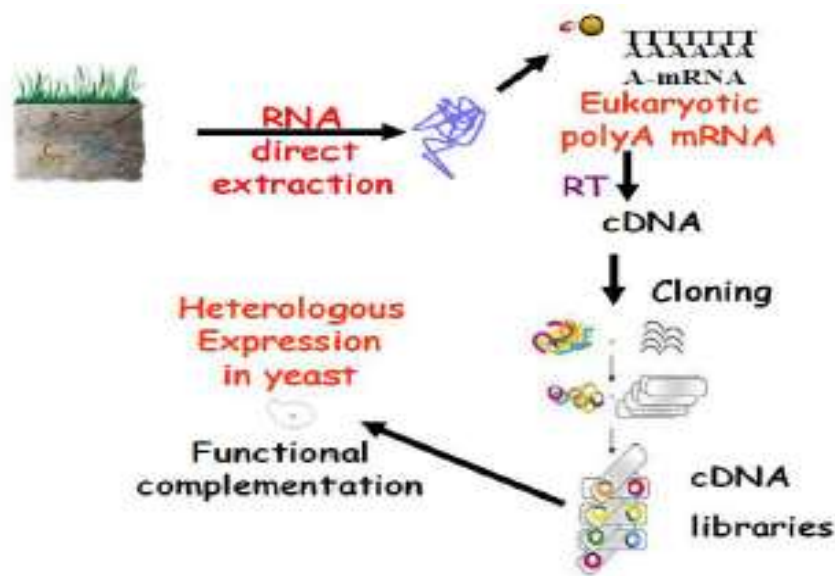 RNA
direct
extraction
AAAAAA
A-mRNA
Eukaryotic
polyA mRNA
RT
cDNA
Cloning
cDNA
libraries
Heterologous
Expression
in yeast
Functional
complementation